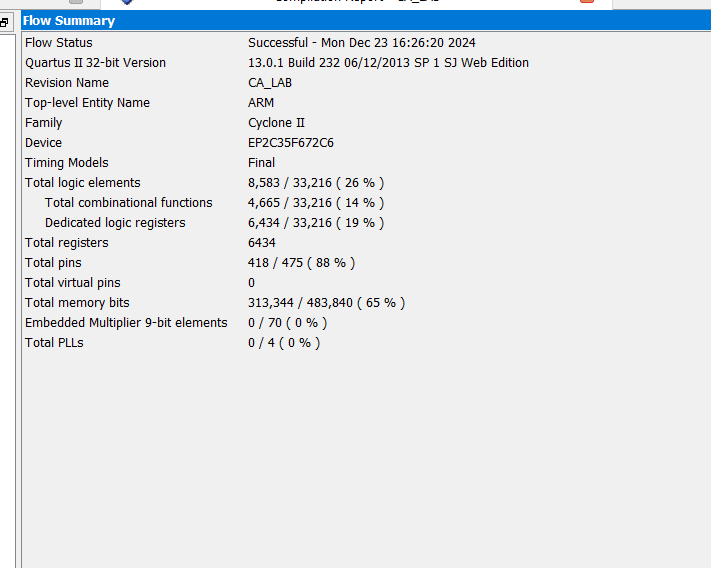 Flow Summary
Flow Status Successful - Mon Dec 23 16:26:20 2024
Quartus II 32-bit Version 13.0.1 Build 232 06/12/2013 SP 1 SJ Web Edition
Revision Name CA_LAB
Top-level Entity Name ARM
Family Cyclone II
Device EP2C35F672C6
Timing Models Final
Total logic elements 8,583 / 33,216 ( 26 % )
Total combinational functions 4,665 / 33,216 ( 14 % )
Dedicated logic registers 6,434 / 33,216 ( 19 % )
Total registers 6434
Total pins 418 / 475 ( 88 % )
Total virtual pins 0
Total memory bits 313,344 / 483,840 ( 65 % )
Embedded Multiplier 9-bit elements 0 / 70 ( 0 % )
Total PLLs 0 / 4 ( 0 % )